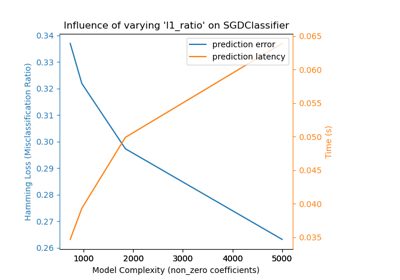 Influence of varying 'l1_ratio' on SGDClassifier
prediction error
prediction latency
Hamming Loss (Misclassification Ratio)
0.34
0.33
0.32
0.31
0.30
0.29
0.28
0.27
0.26
0.065
0.060
0.055
0.050
0.045
0.040
0.035
Time (s)
1000 2000 3000 4000 5000
Model Complexity (non_zero coefficients)